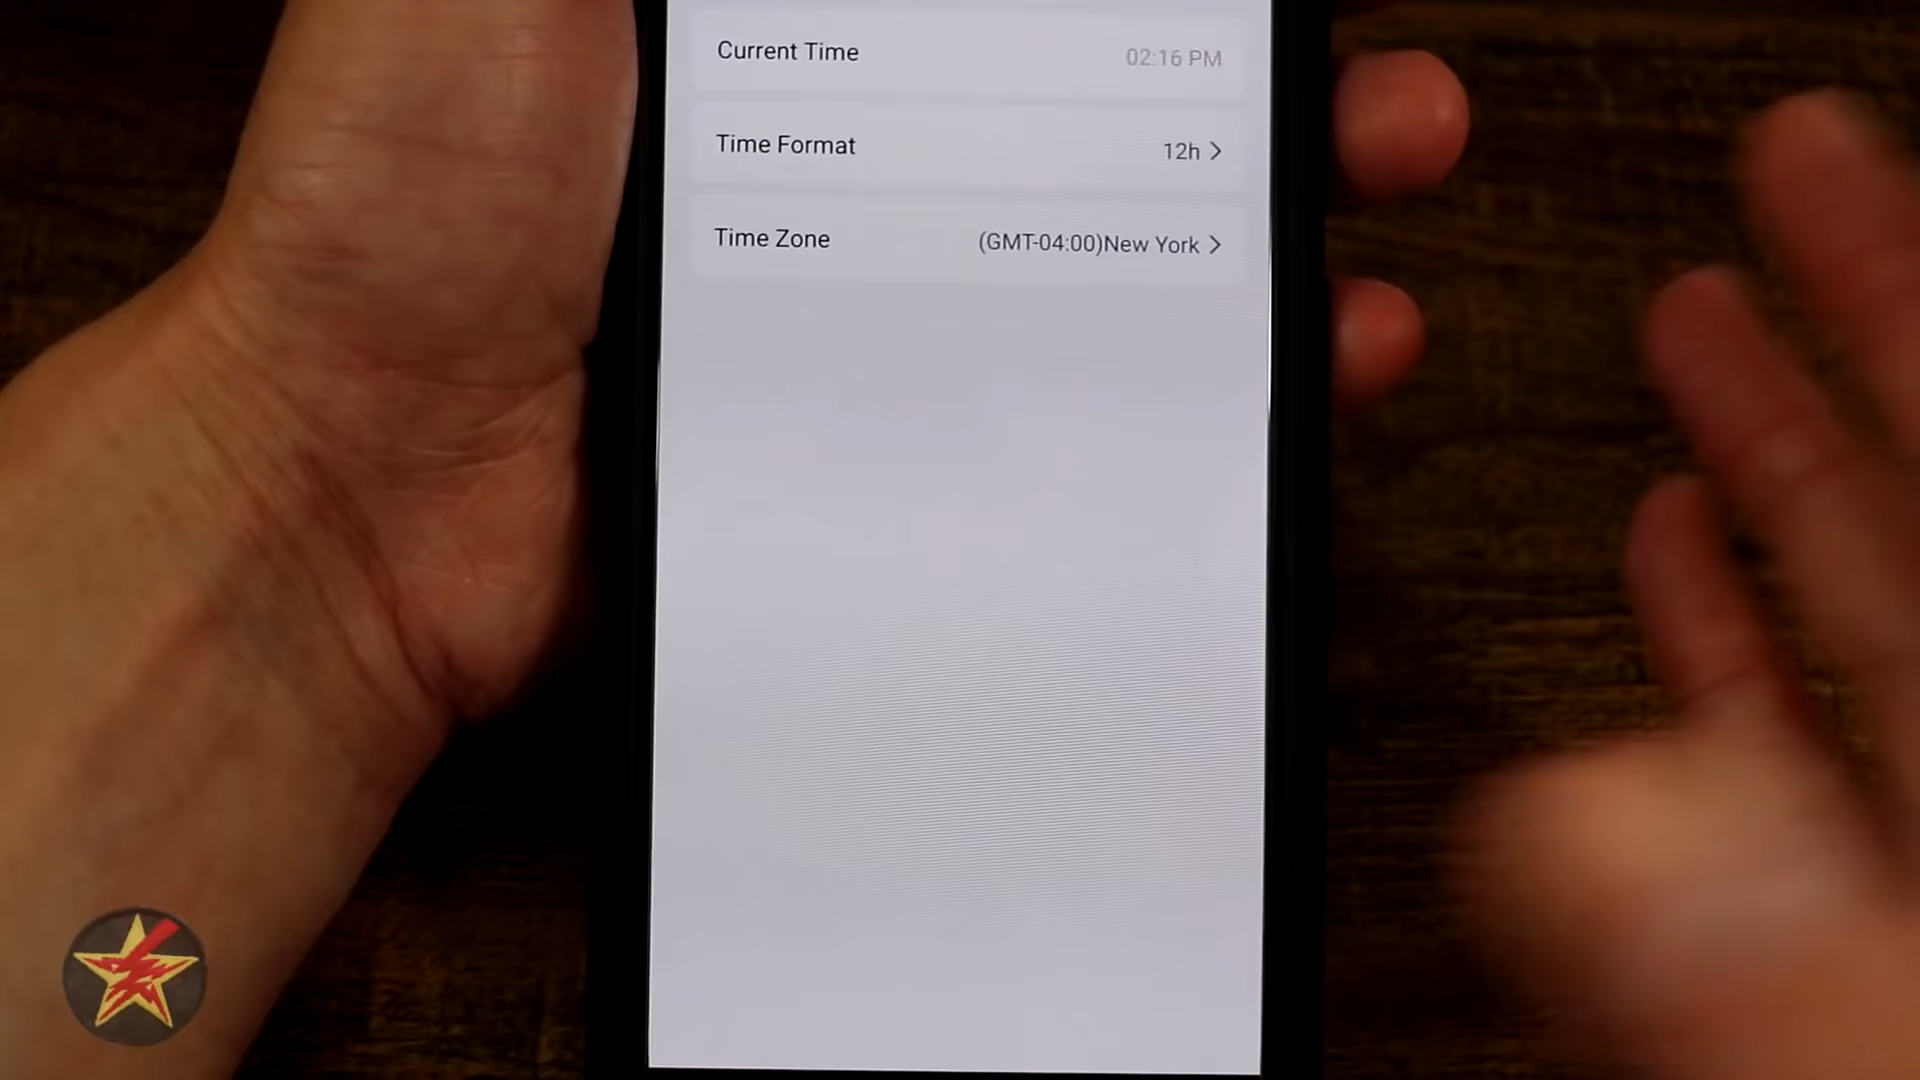 Current Time 02:16 PM
Time Format 12h
Time Zone (GMT-04:00)New York